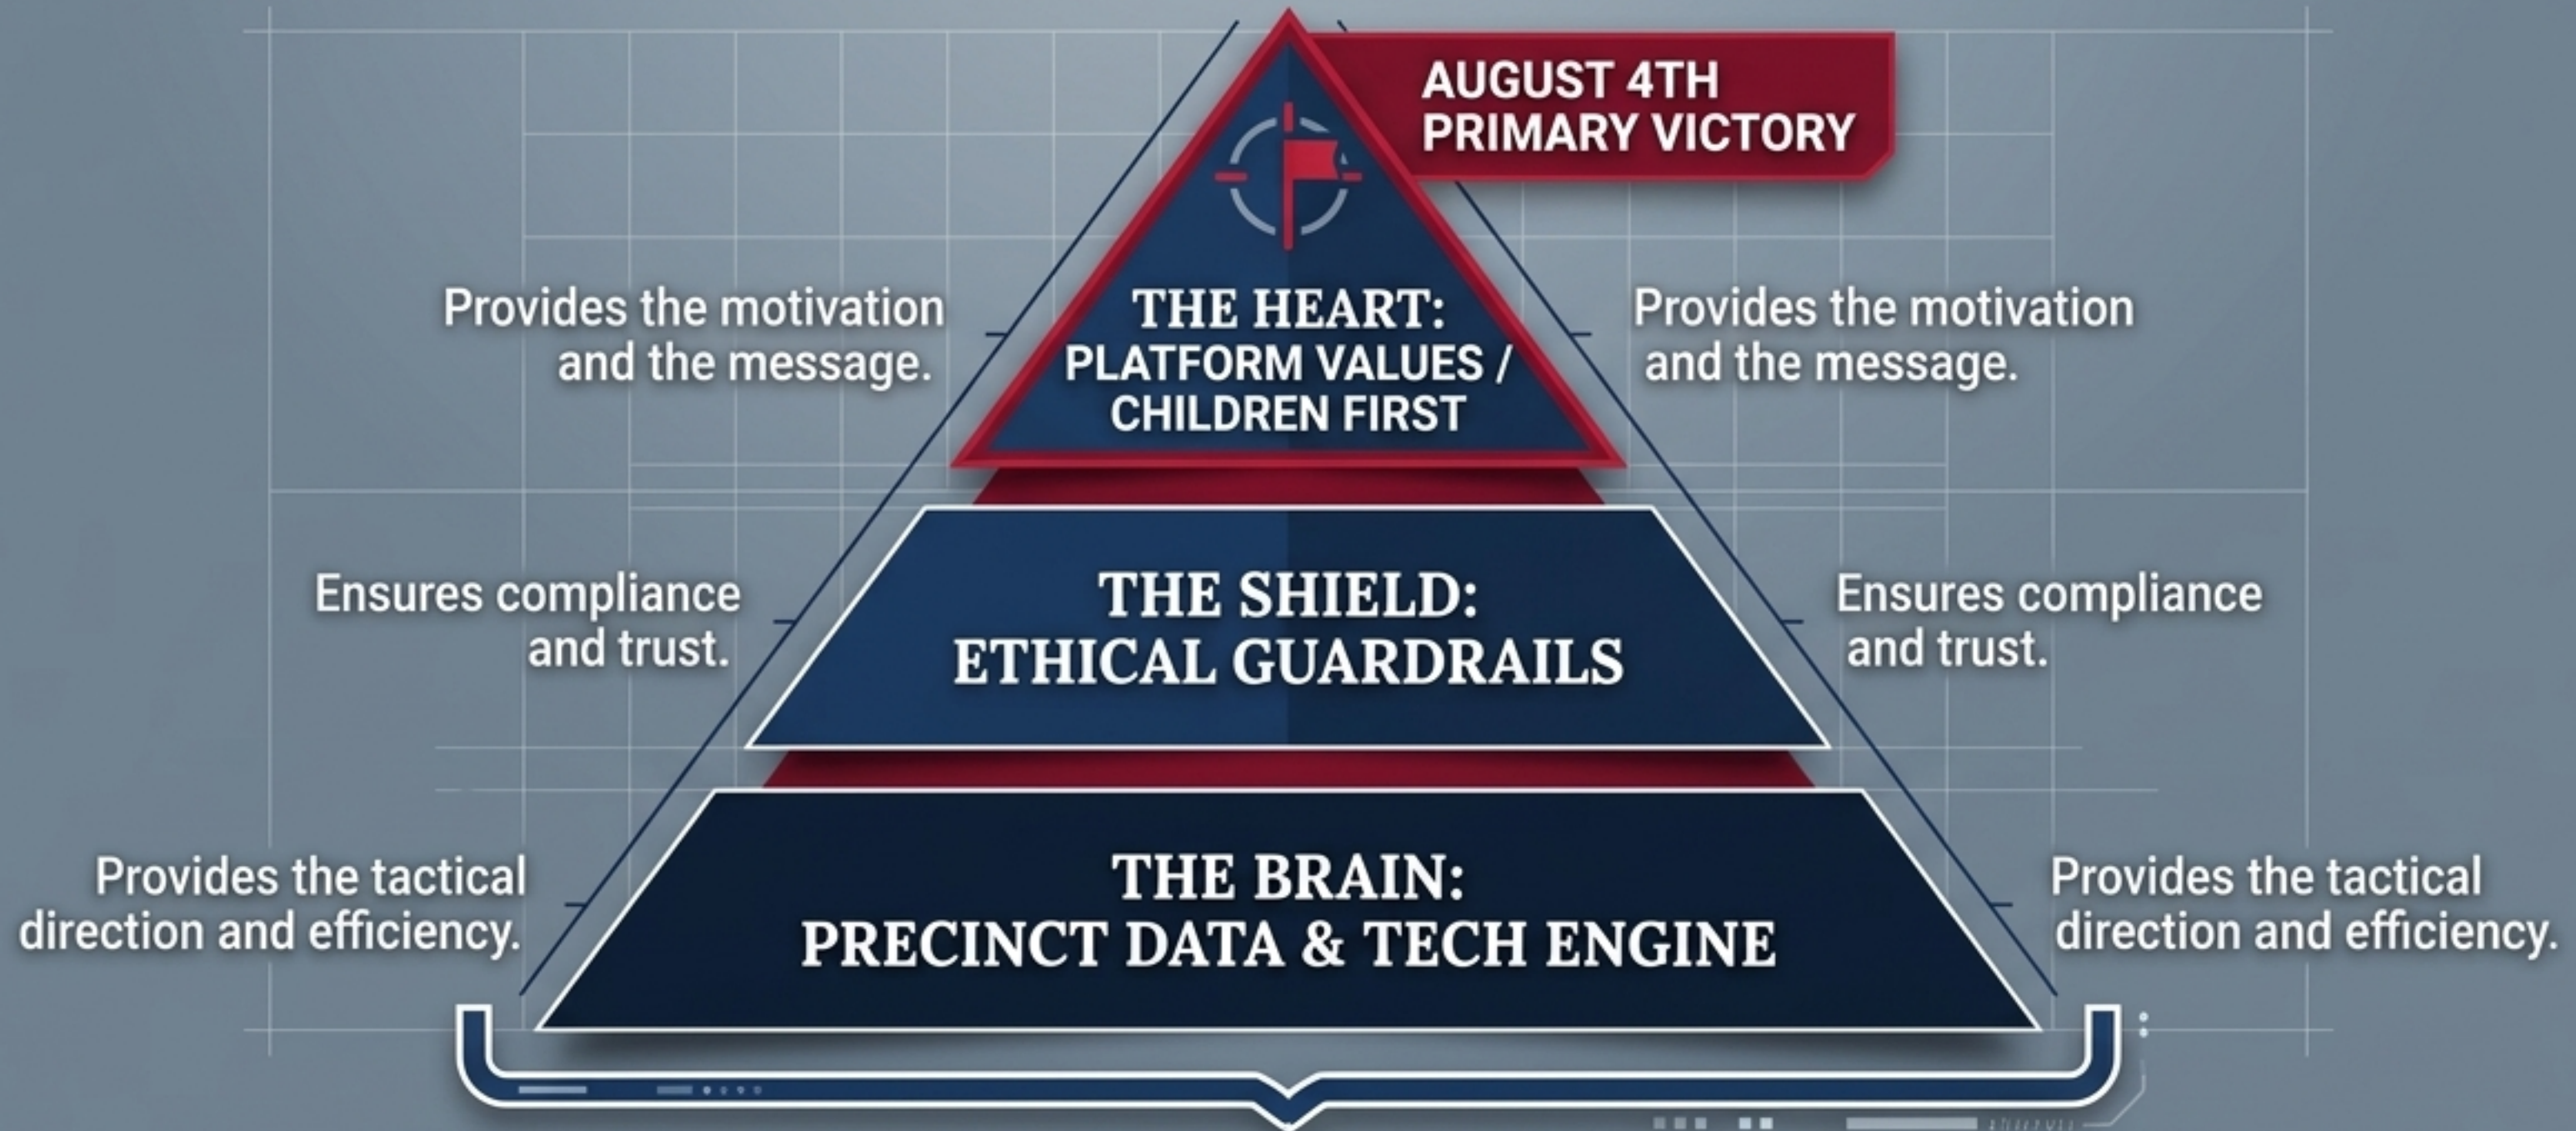 AUGUST 4TH
PRIMARY VICTORY
Provides the motivation
and the message.
THE HEART:
PLATFORM VALUES /
CHILDREN FIRST
Provides the motivation
and the message.
Ensures compliance
and trust.
THE SHIELD:
ETHICAL GUARDRAILS
Ensures compliance
and trust.
Provides the tactical
direction and efficiency.
THE BRAIN:
PRECINCT DATA & TECH ENGINE
Provides the tactical
direction and efficiency.